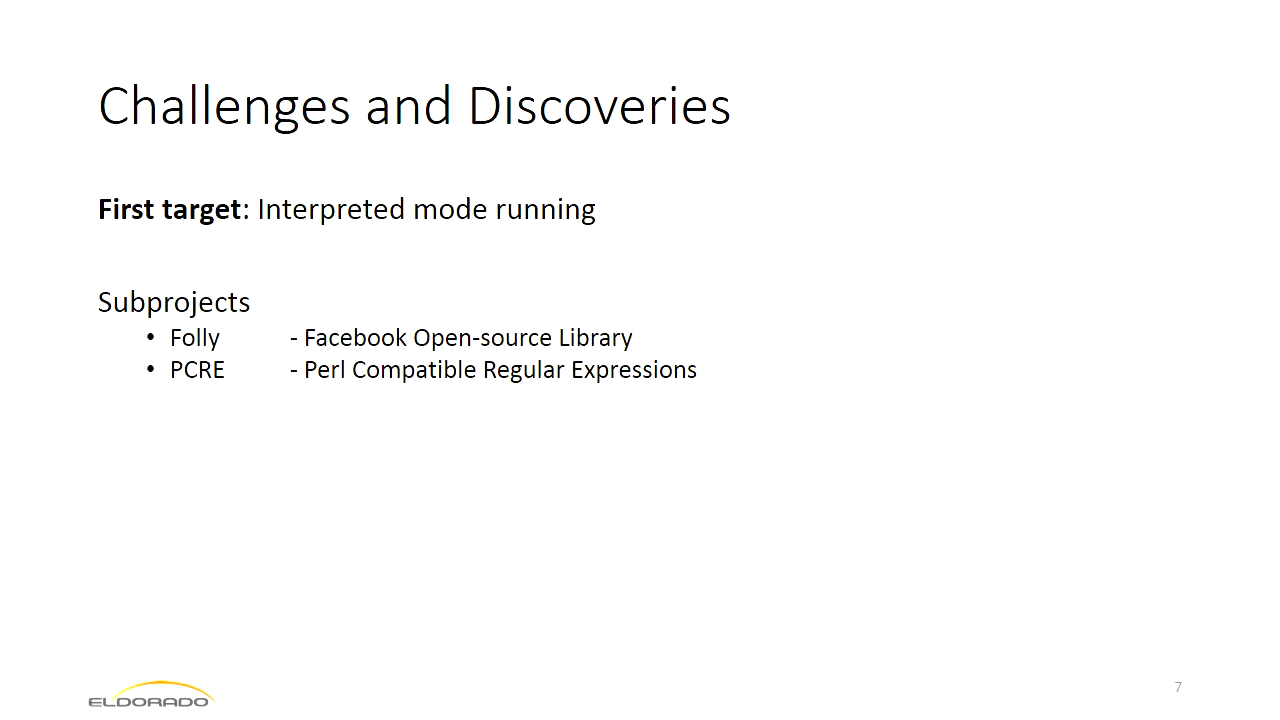 Challenges and Discoveries
First target: Interpreted mode running
Subprojects
• Folly - Facebook Open-source Library
• PCRE - Perl Compatible Regular Expressions
ELDORADO
7